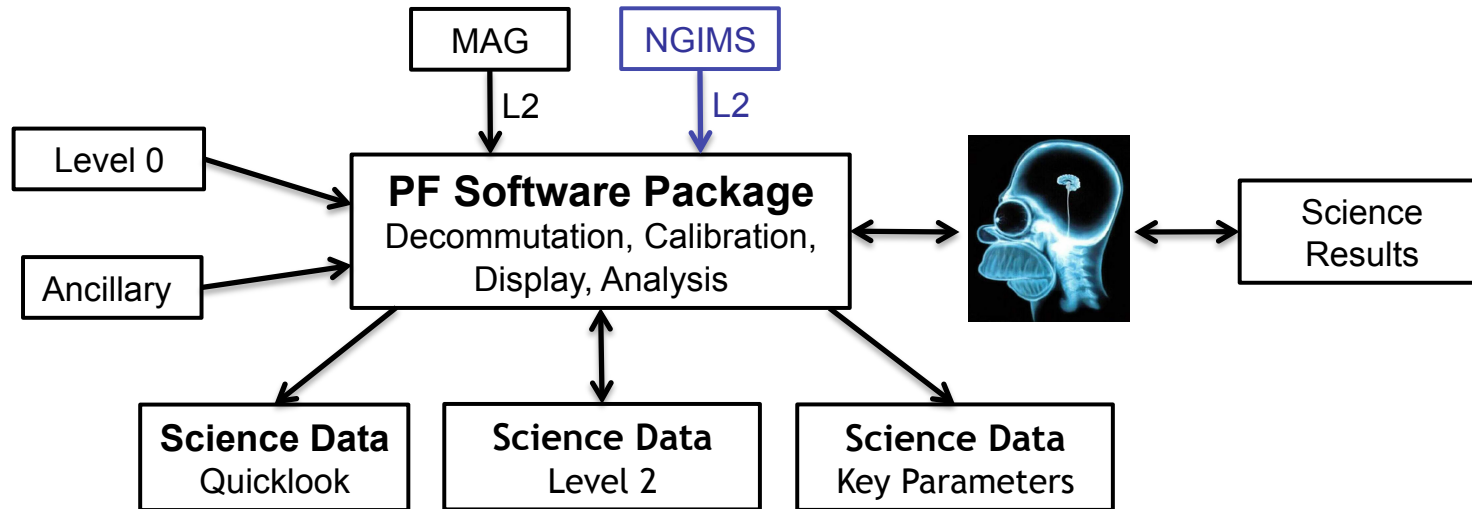 MAG
NGIMS
L2
L2
Level 0
PF Software Package
Decommutation, Calibration,
Display, Analysis
Science
Results
Ancillary
Science Data
Quicklook
Science Data
Level 2
Science Data
Key Parameters